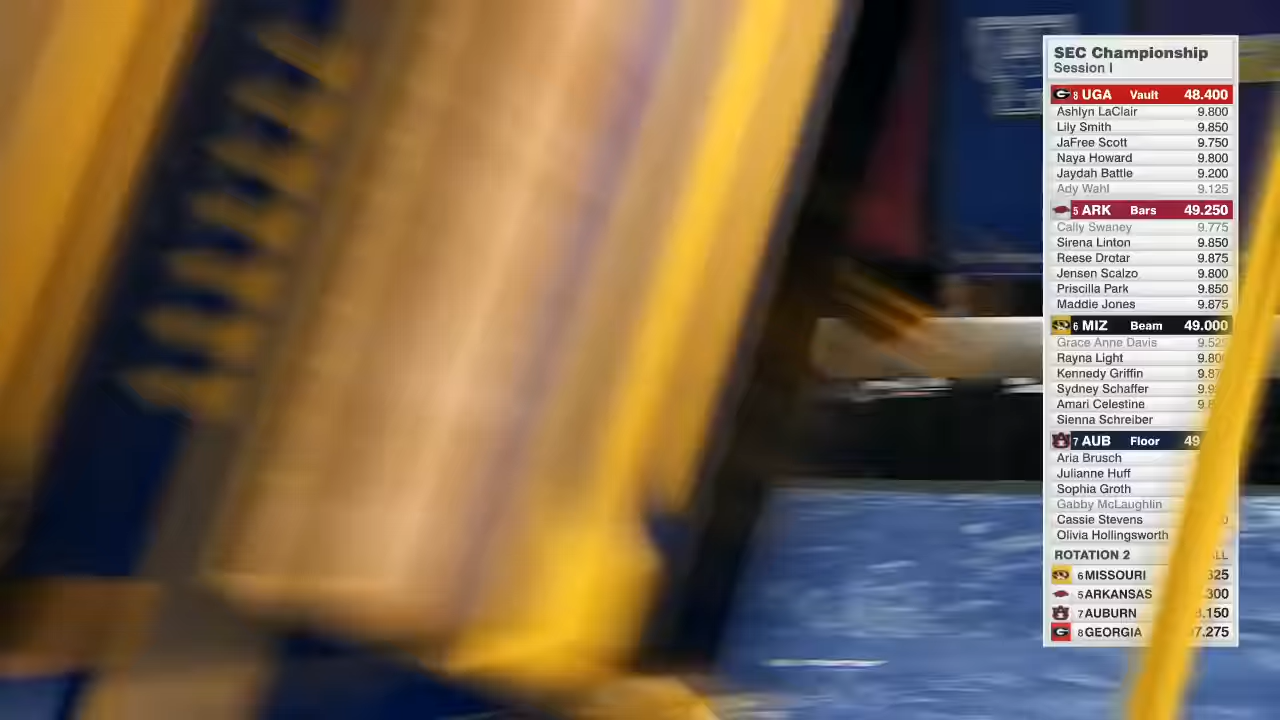 SEC Championship
Session I
8 UGA Vault 48.400
Ashlyn LaClair 9.800
Lily Smith 9.850
JaFree Scott 9.750
Naya Howard 9.800
Jaydah Battle 9.200
Ady Wahl 9.125
5 ARK Bars 49.250
Cally Swaney 9.775
Sirena Linton 9.850
Reese Drotar 9.875
Jensen Scalzo 9.800
Priscilla Park 9.850
Maddie Jones 9.875
6 MIZ Beam 49.000
Grace Anne Davis
Rayna Light
Kennedy Griffin
Sydney Schaffer
Amari Celestine
Sienna Schreiber
7 AUB Floor 49
Aria Brusch
Julianne Huff
Sophia Groth
Gabby McLaughlin
Cassie Stevens
Olivia Hollingsworth
ROTATION 2
6 MISSOURI
5 ARKANSAS
7 AUBURN
8 GEORGIA